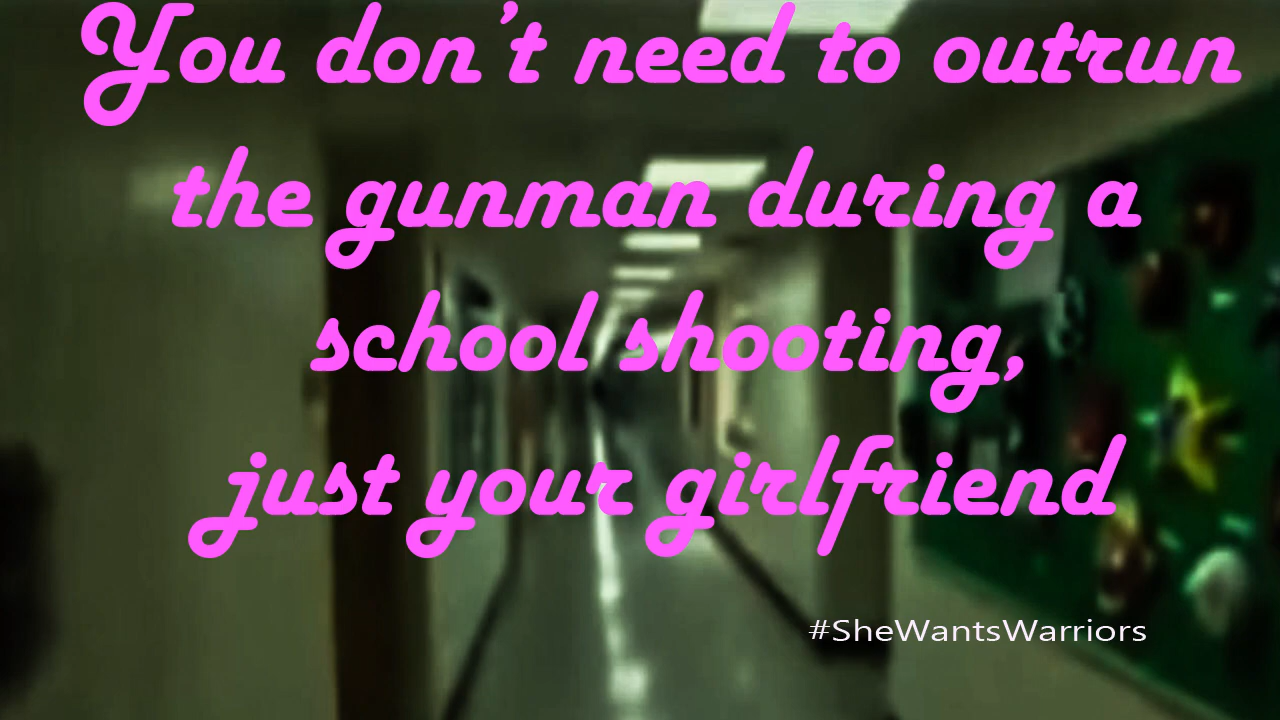 You don't need to outrun
the gunman during a
school shooting,
just your girlfriend
#SheWantsWarriors